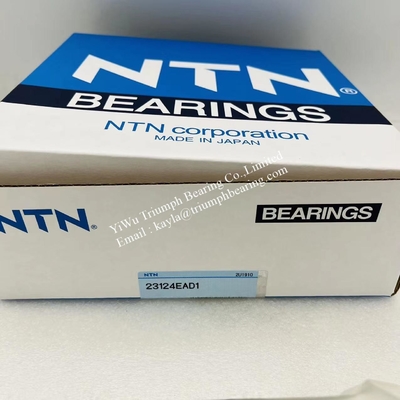 NTN®
BEARINGS
NTN corporation
MADE IN JAPAN
YiWu Triumph Bearing Co.,Limited
Email : kayla@triumphbearing.com
NTN®
BEARINGS
NTN
23124EAD1